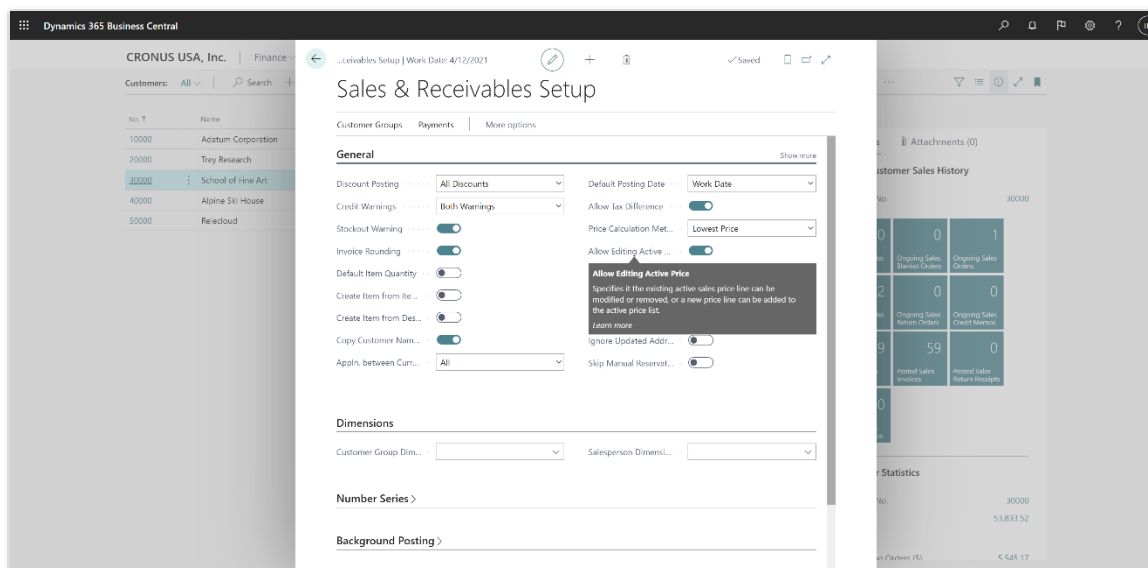 Dynamics 365 Business Central
CRONUS USA, Inc. Finance
Customers: All Search
No. ↑ Name
10000 Adatum Corporation
20000 Trey Research
30000 School of Fine Art
40000 Alpine Ski House
50000 Relecloud
...ceivables Setup | Work Date: 4/12/2021
Saved
Sales & Receivables Setup
Customer Groups Payments More options
General Show more
Discount Posting All Discounts Default Posting Date Work Date
Credit Warnings Both Warnings Allow Tax Difference
Stockout Warning Price Calculation Met... Lowest Price
Invoice Rounding Allow Editing Active ...
Default Item Quantity
Create Item from Ite...
Create Item from Des...
Allow Editing Active Price
Specifies it the existing active sales price line can be
modified or removed, or a new price line can be added to
the active price list.
Learn more
Copy Customer Nam... Ignore Updated Addr...
Appln. between Curr... All Skip Manual Reservat...
Dimensions
Customer Group Dim... Salesperson Dimensi...
Number Series
Background Posting
Attachments (0)
ustomer Sales History
No. 30000
0 0 1
Ongoing Sales
Blanket Orders
Ongoing Sales
Orders
2 0 0
Ongoing Sales
Return Orders
Ongoing Sales
Credit Memos
9 59 0
Posted Sales
Invoices
Posted Sales
Return Receipts
0
r Statistics
No. 30000
53,833.52
Orders ($) 5,545.17